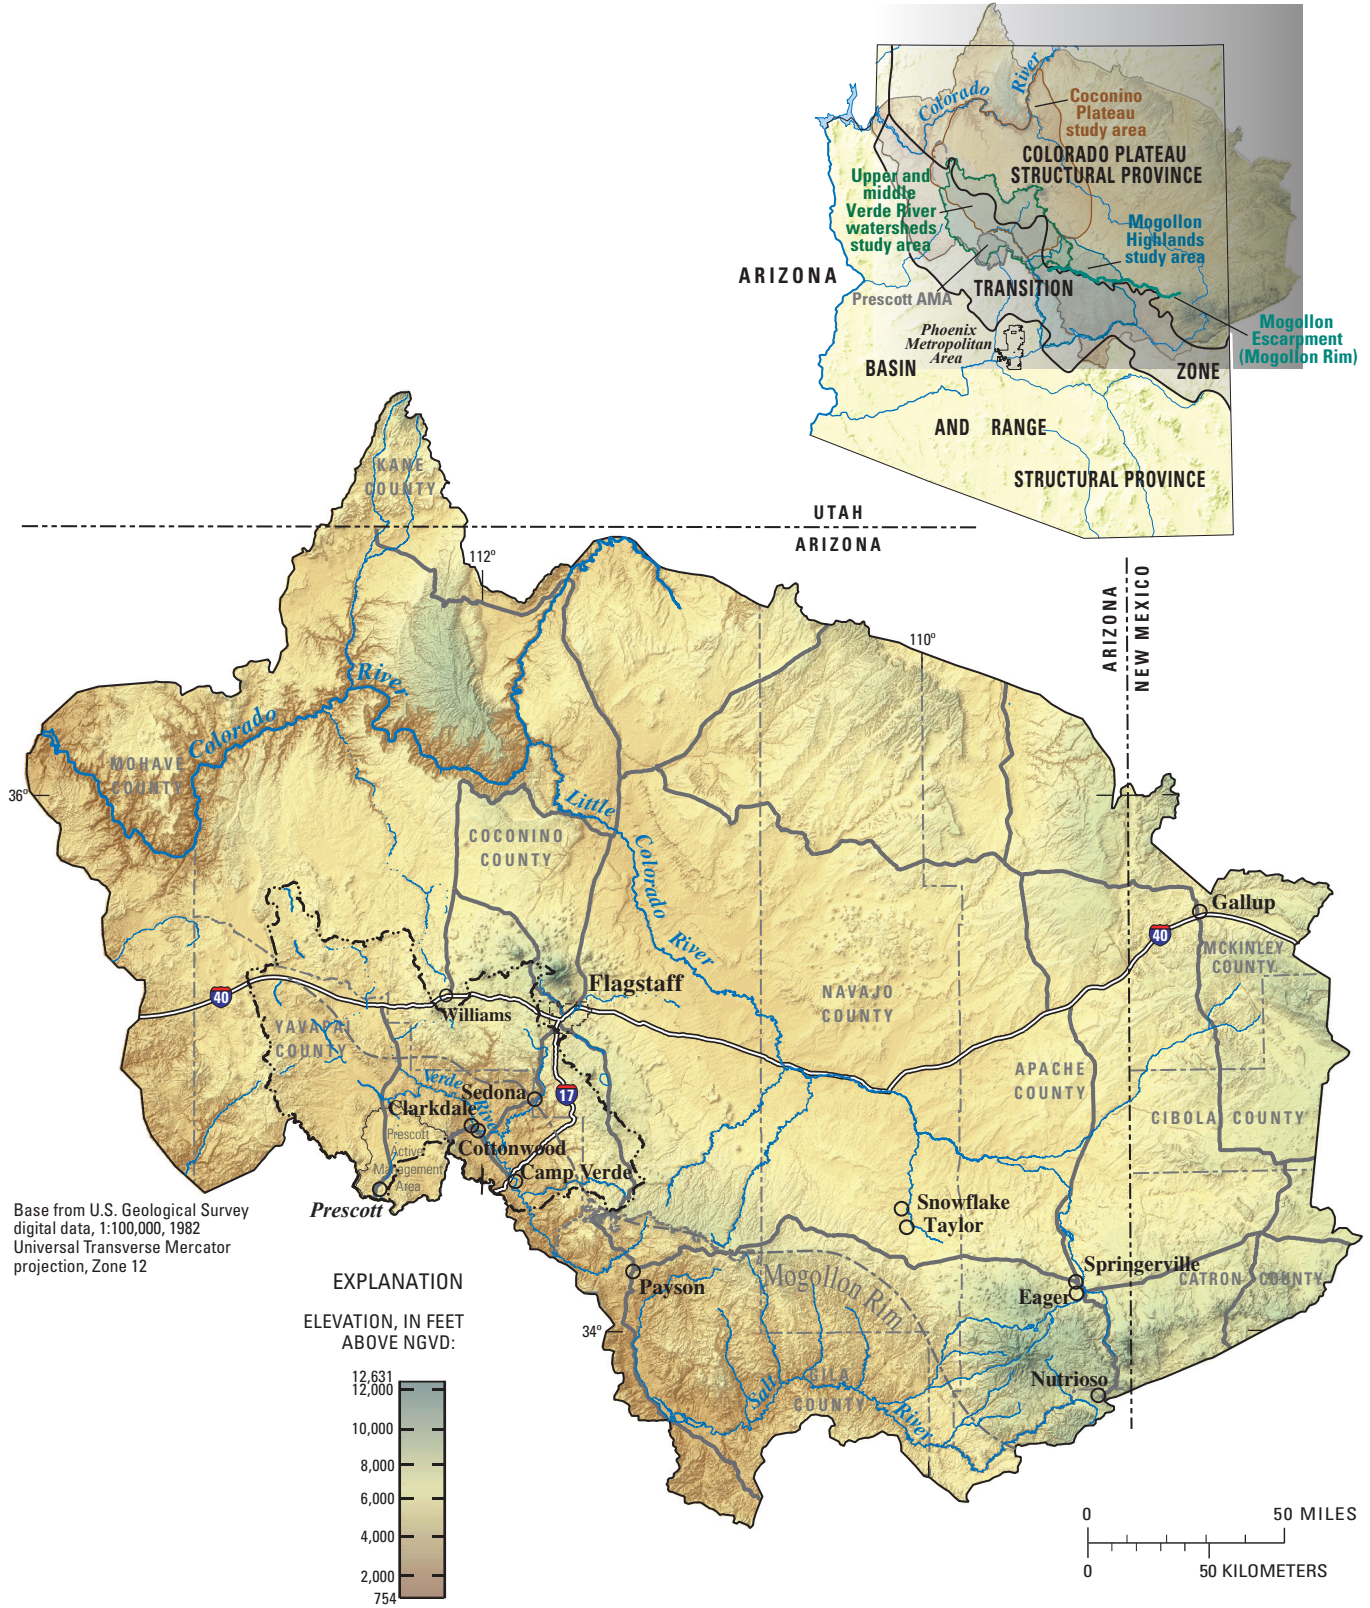 Colorado
River
Coconino
Plateau
study area
COLORADO PLATEAU
STRUCTURAL PROVINCE
Upper and
middle
Verde River
watersheds
study area
Mogollon
Highlands
study area
ARIZONA
Prescott AMA
TRANSITION
Phoenix
Metropolitan
Area
Mogollon
Escarpment
(Mogollon Rim)
BASIN
ZONE
AND RANGE
STRUCTURAL PROVINCE
UTAH
ARIZONA
KANE
COUNTY
112°
110°
ARIZONA
NEW MEXICO
River
Colorado
MOHAVE
COUNTY
36°
Little
Colorado
River
COCONINO
COUNTY
Gallup
40
MCKINLEY
COUNTY
Flagstaff
NAVAJO
COUNTY
40
Williams
YAVAPAI
COUNTY
APACHE
COUNTY
Verde
River
Sedona
17
Clarkdale
CIBOLA COUNTY
Prescott
Active
Management
Area
Cottonwood
Camp Verde
Prescott
Snowflake
Taylor
Base from U.S. Geological Survey
digital data, 1:100,000, 1982
Universal Transverse Mercator
projection, Zone 12
Springerville
CATRON COUNTY
Eager
Payson
Mogollon Rim
34°
Nutrioso
Salt
River
GILA
COUNTY
EXPLANATION
ELEVATION, IN FEET
ABOVE NGVD:
12,631
12,000
10,000
8,000
6,000
4,000
2,000
754
0 50 MILES
0 50 KILOMETERS